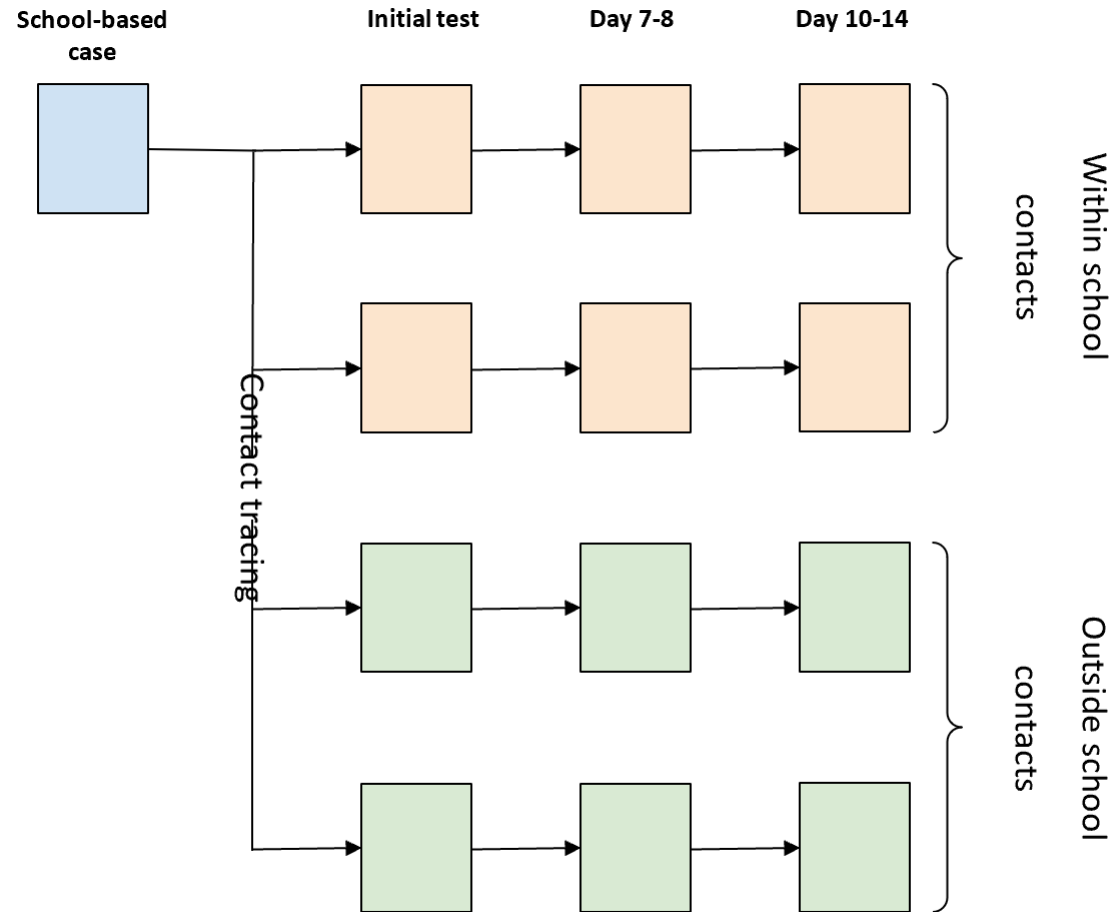 School-based
case
Initial test
Day 7-8
Day 10-14
Within school
contacts
Contact tracing
Outside school
contacts